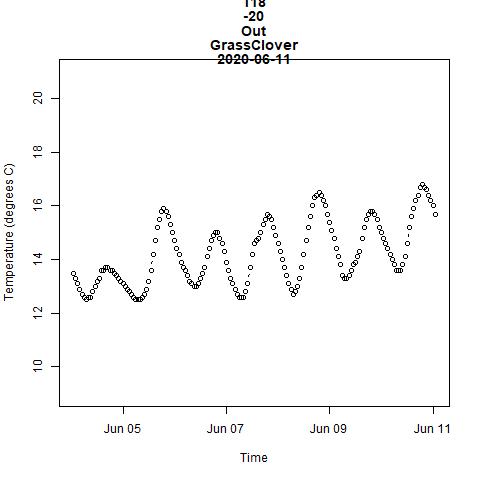 T18
-20
Out
GrassClover
2020-06-11
Temperature (degrees C)
20
18
16
14
12
10
Jun 05
Jun 07
Jun 09
Jun 11
Time